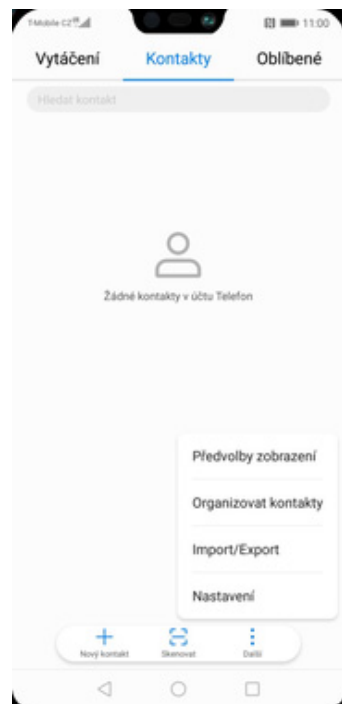 T-Mobile CZ
11:00
Vytáčení Kontakty Oblíbené
Hledat kontakt
Žádné kontakty v účtu Telefon
Předvolby zobrazení
Organizovat kontakty
Import/Export
Nastavení
Nový kontakt Skenovat Další